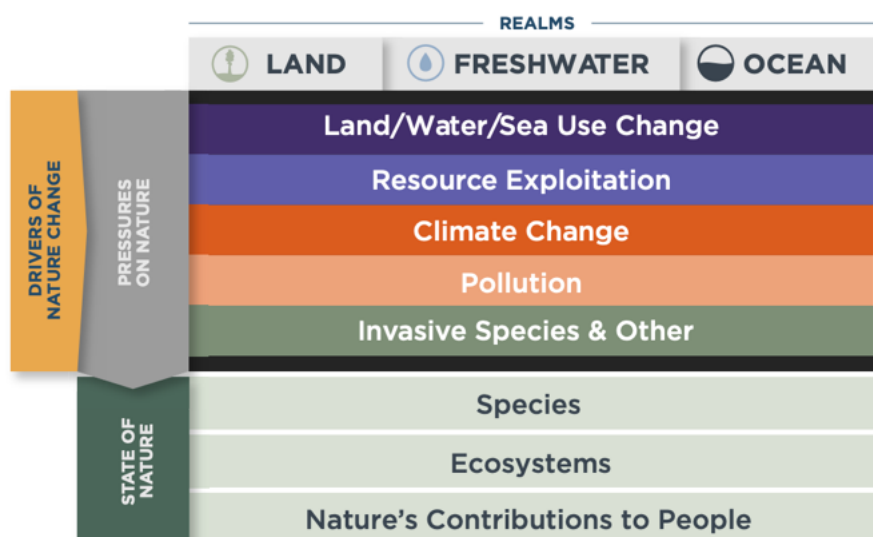 REALMS
LAND
FRESHWATER
OCEAN
DRIVERS OF
NATURE CHANGE
PRESSURES
ON NATURE
Land/Water/Sea Use Change
Resource Exploitation
Climate Change
Pollution
Invasive Species & Other
STATE OF
NATURE
Species
Ecosystems
Nature’s Contributions to People